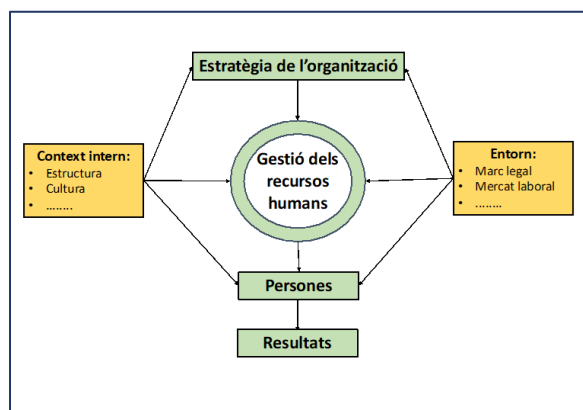 Estratègia de l'organització
Context intern:
• Estructura
• Cultura
• ........
Gestió dels
recursos
humans
Entorn:
• Marc legal
• Mercat laboral
• ........
Persones
Resultats